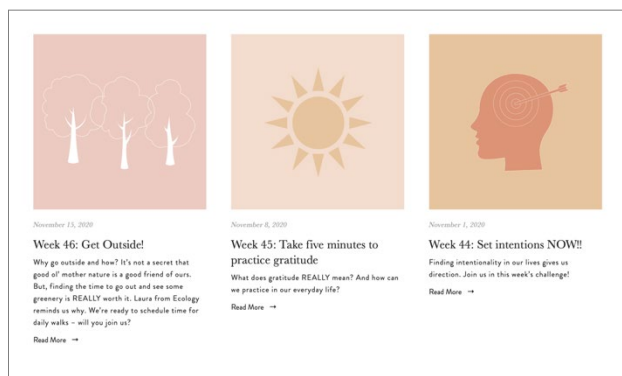 November 15, 2020
Week 46: Get Outside!
Why go outside and how? It's not a secret that
good ol' mother nature is a good friend of ours.
But, finding the time to go out and see some
greenery is REALLY worth it. Laura from Ecology
reminds us why. We're ready to schedule time for
daily walks – will you join us?
Read More →
November 8, 2020
Week 45: Take five minutes to
practice gratitude
What does gratitude REALLY mean? And how can
we practice in our everyday life?
Read More →
November 1, 2020
Week 44: Set intentions NOW!!
Finding intentionality in our lives gives us
direction. Join us in this week's challenge!
Read More →